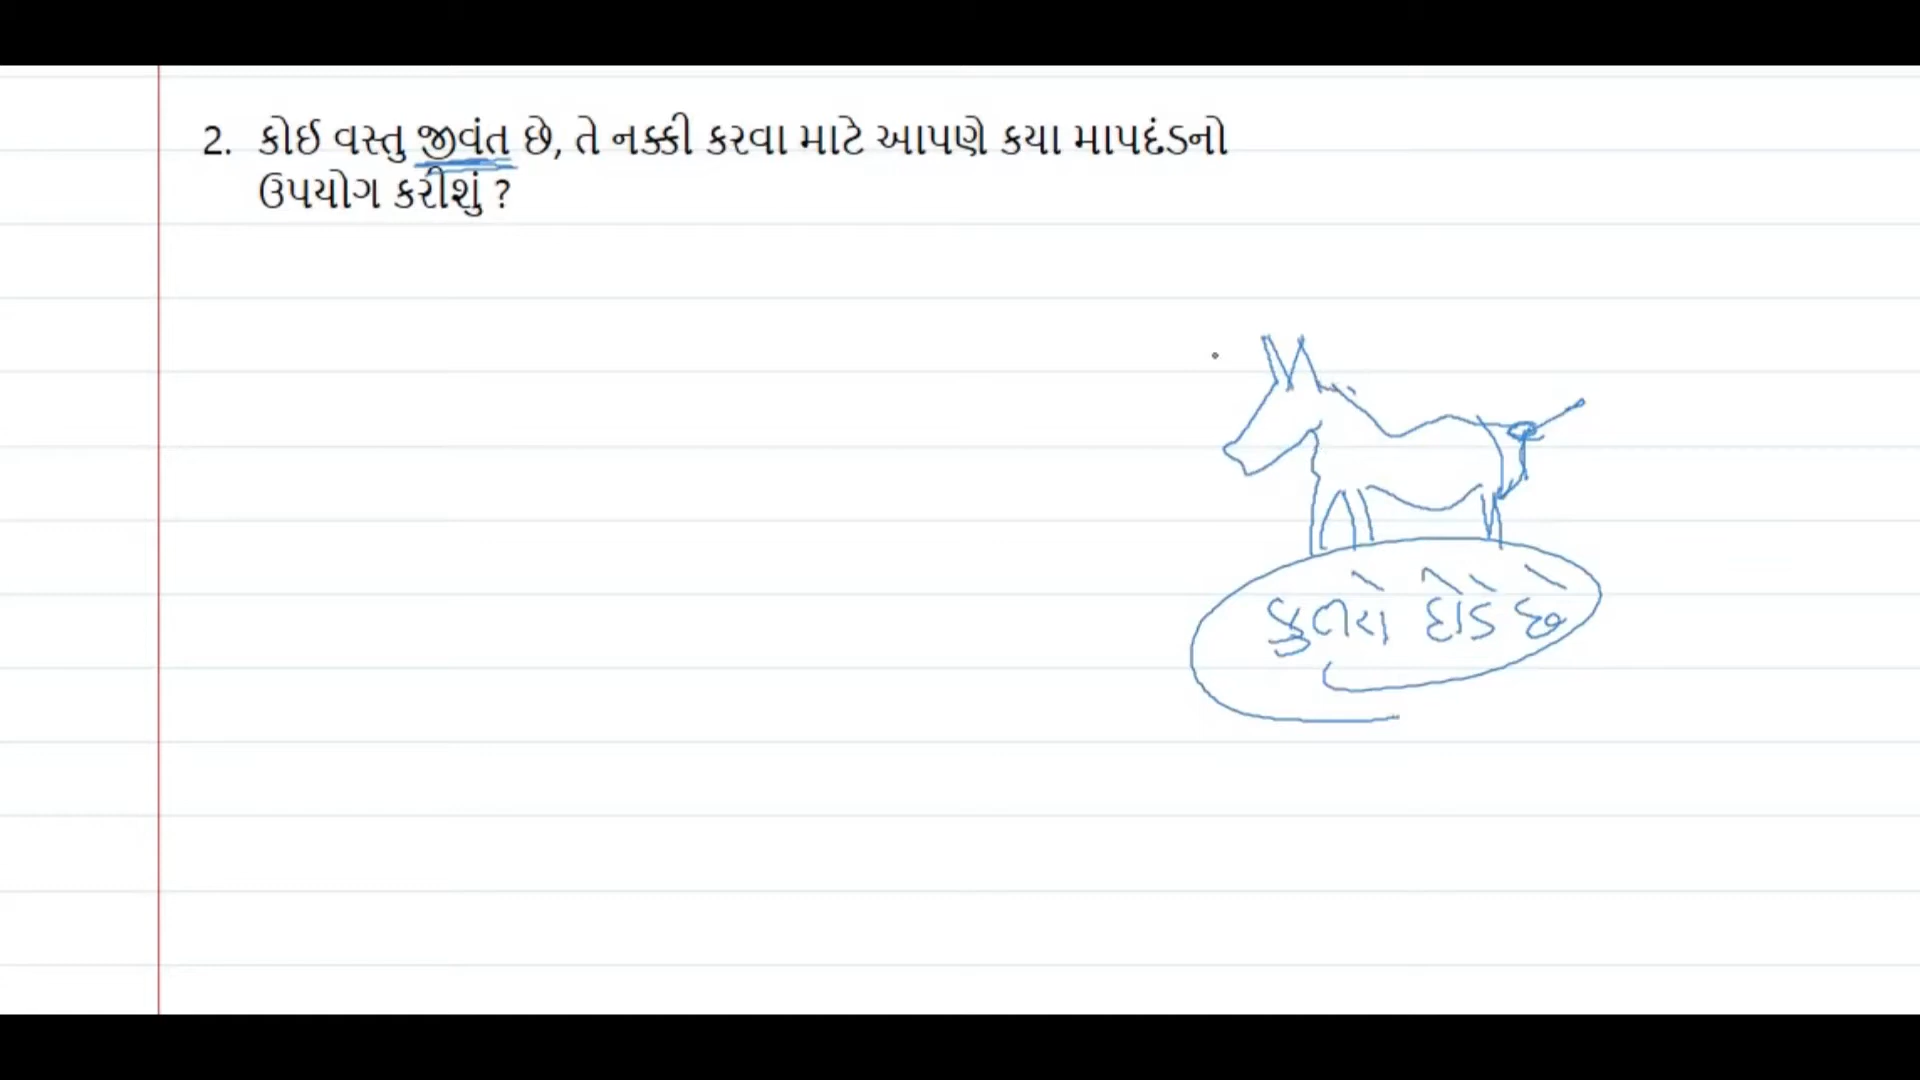 2. કોઈ વસ્તુ જીવંત છે, તે નક્કી કરવા માટે આપણે કયા માપદંડનો
ઉપયોગ કરીશું ?
કુતરો દોડે છે